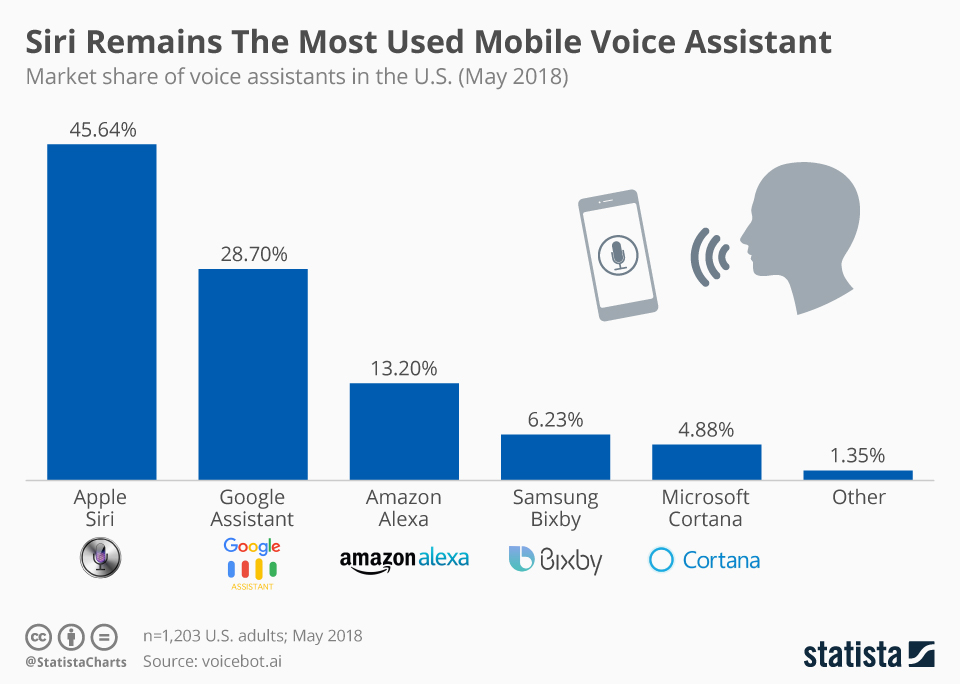 Siri Remains The Most Used Mobile Voice Assistant
Market share of voice assistants in the U.S. (May 2018)
45.64%
28.70%
13.20%
6.23%
4.88%
1.35%
Apple
Siri
Google
Assistant
Amazon
Alexa
Samsung
Bixby
Microsoft
Cortana
Other
Google
ASSISTANT
amazon alexa
Bixby
Cortana
cc
@StatistaCharts
n=1,203 U.S. adults; May 2018
Source: voicebot.ai
statista